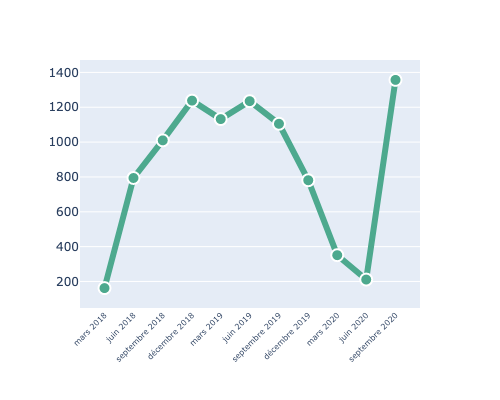 1400
1200
1000
800
600
400
200
mars 2018
juin 2018
septembre 2018
décembre 2018
mars 2019
juin 2019
septembre 2019
décembre 2019
mars 2020
juin 2020
septembre 2020